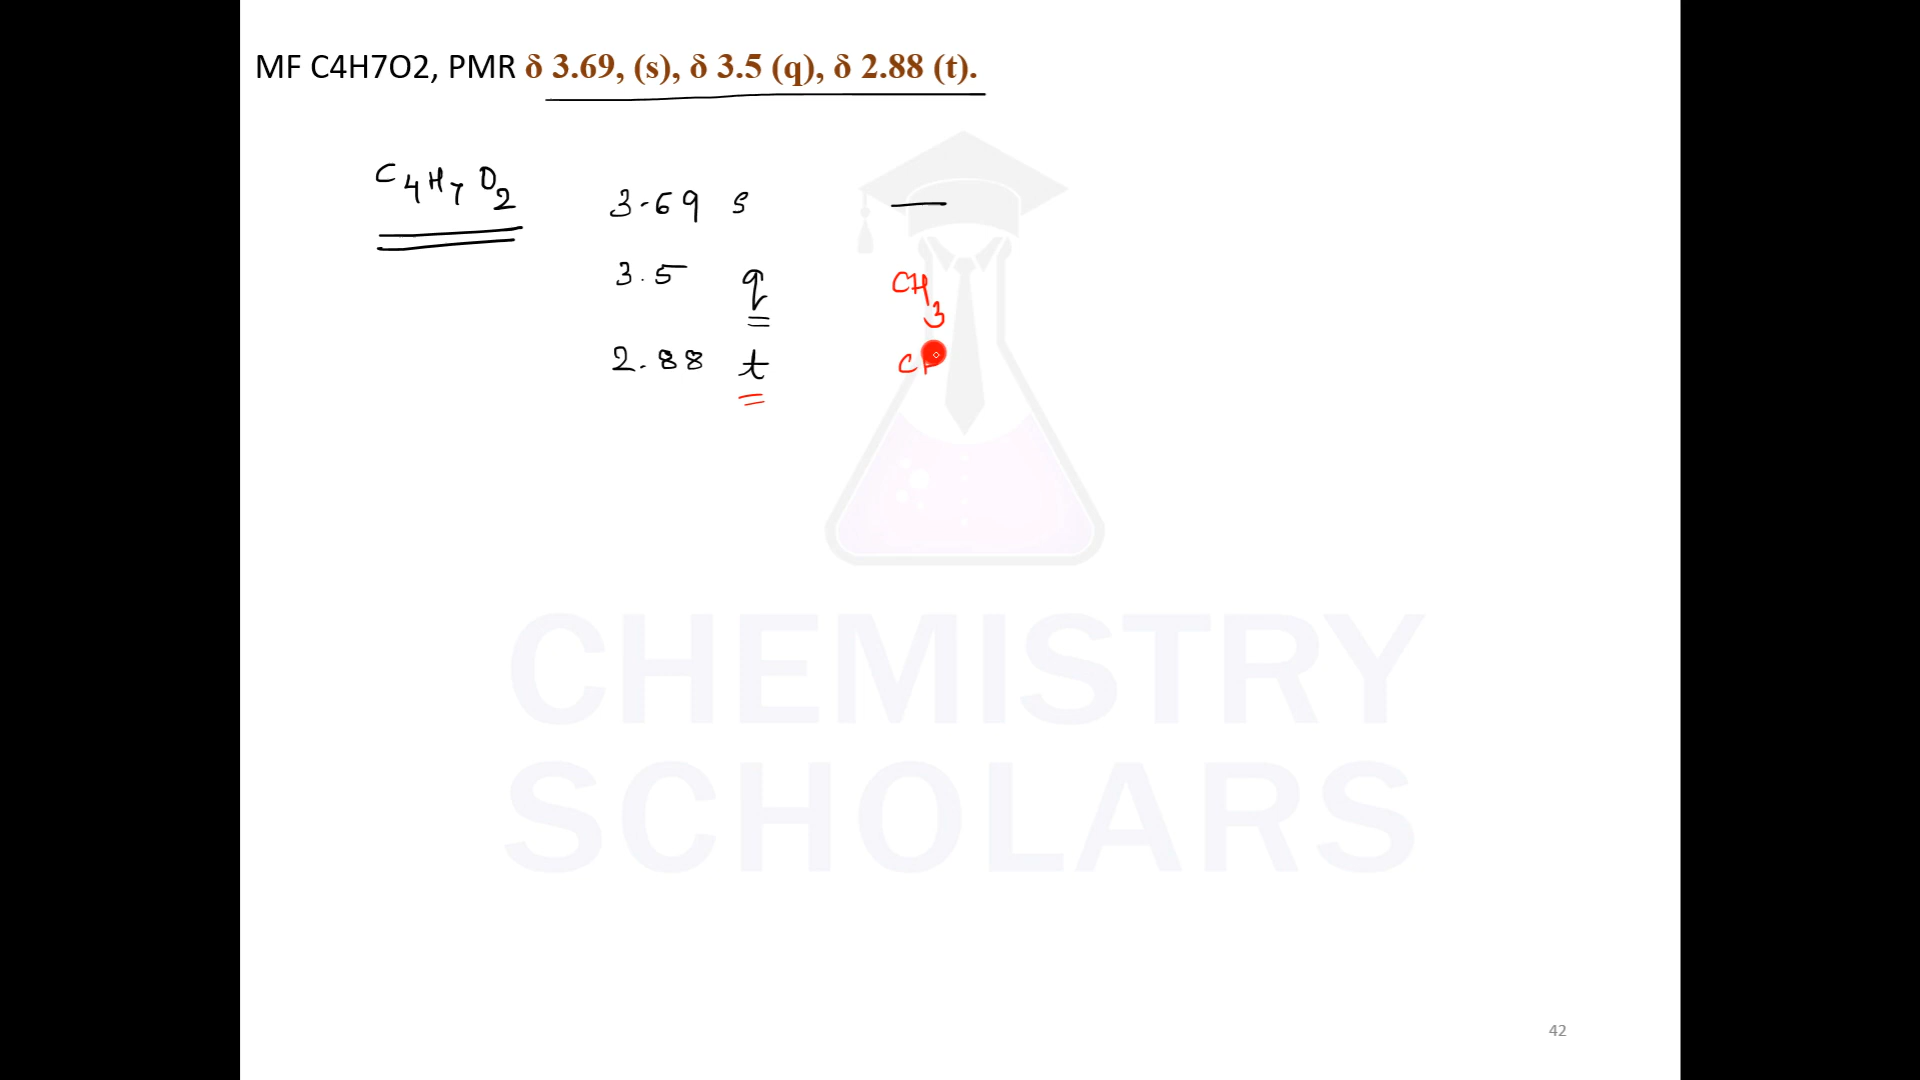 MF C4H7O2, PMR δ 3.69, (s), δ 3.5 (q), δ 2.88 (t).
C4H7O2
3.69 s
3.5 q
CH3
2.88 t
CHEMISTRY
SCHOLARS
42